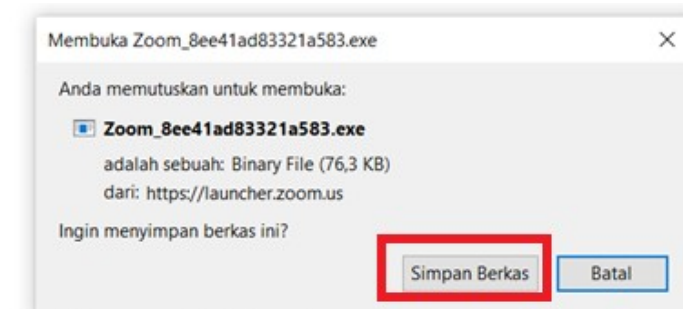 Membuka Zoom_8ee41ad83321a583.exe
Anda memutuskan untuk membuka:
Zoom_8ee41ad83321a583.exe
adalah sebuah: Binary File (76,3 KB)
dari: https://launcher.zoom.us
Ingin menyimpan berkas ini?
Simpan Berkas Batal